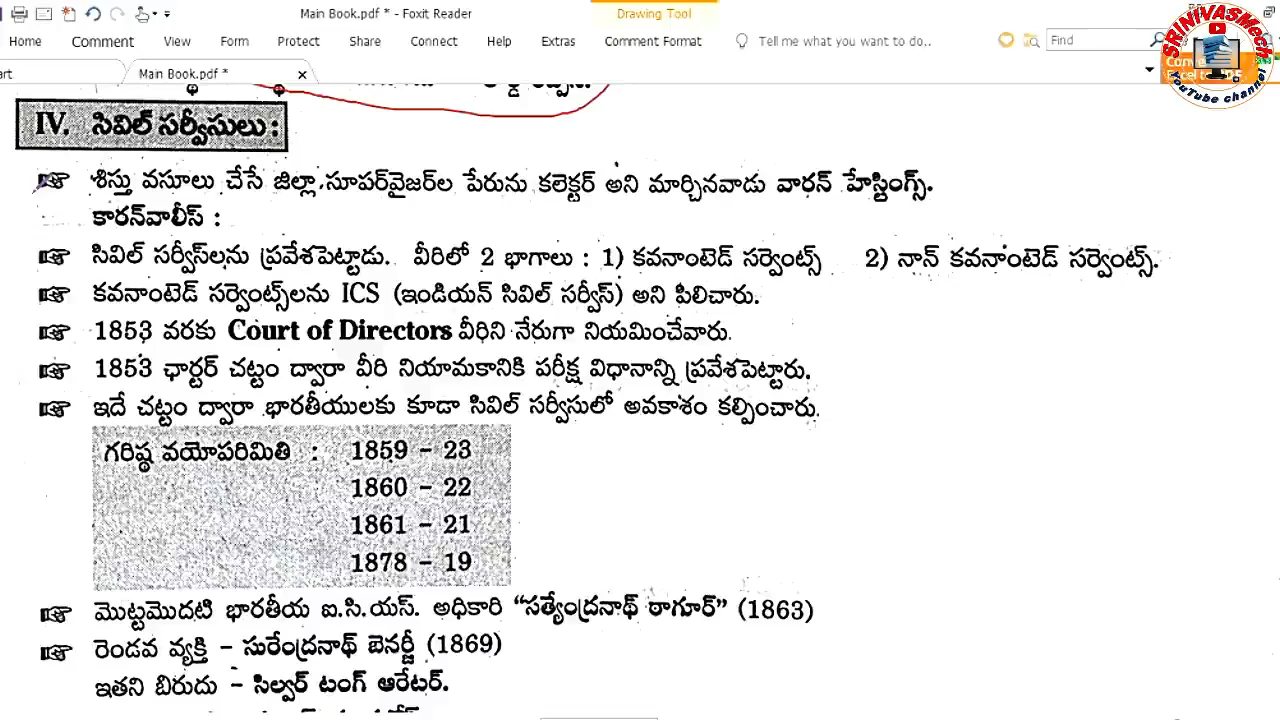 Main Book.pdf * - Foxit Reader
Drawing Tool
Home Comment View Form Protect Share Connect Help Extras Comment Format Tell me what you want to do.. Find
art Main Book.pdf *
SRINIVASMech
YouTube channel
IV. సివిల్ సర్వీసులు :
శిస్తు వసూలు చేసే జిల్లా సూపర్‌వైజర్‌ల పేరును కలెక్టర్ అని మార్చినవాడు వారన్ హేస్టింగ్స్.
కారన్‌వాలీస్ :
సివిల్ సర్వీస్‌లను ప్రవేశపెట్టాడు. వీరిలో 2 భాగాలు : 1) కవనాంటెడ్ సర్వెంట్స్ 2) నాన్ కవనాంటెడ్ సర్వెంట్స్.
కవనాంటెడ్ సర్వెంట్స్‌లను ICS (ఇండియన్ సివిల్ సర్వీస్) అని పిలిచారు.
1853 వరకు Court of Directors వీరిని నేరుగా నియమించేవారు.
1853 ఛార్టర్ చట్టం ద్వారా వీరి నియామకానికి పరీక్ష విధానాన్ని ప్రవేశపెట్టారు.
ఇదే చట్టం ద్వారా భారతీయులకు కూడా సివిల్ సర్వీసులో అవకాశం కల్పించారు.
గరిష్ఠ వయోపరిమితి : 1859 - 23
1860 - 22
1861 - 21
1878 - 19
మొట్టమొదటి భారతీయ ఐ.సి.యస్. అధికారి "సత్యేంద్రనాథ్ ఠాగూర్" (1863)
రెండవ వ్యక్తి - సురేంద్రనాథ్ బెనర్జీ (1869)
ఇతని బిరుదు - సిల్వర్ టంగ్ ఆరేటర్.